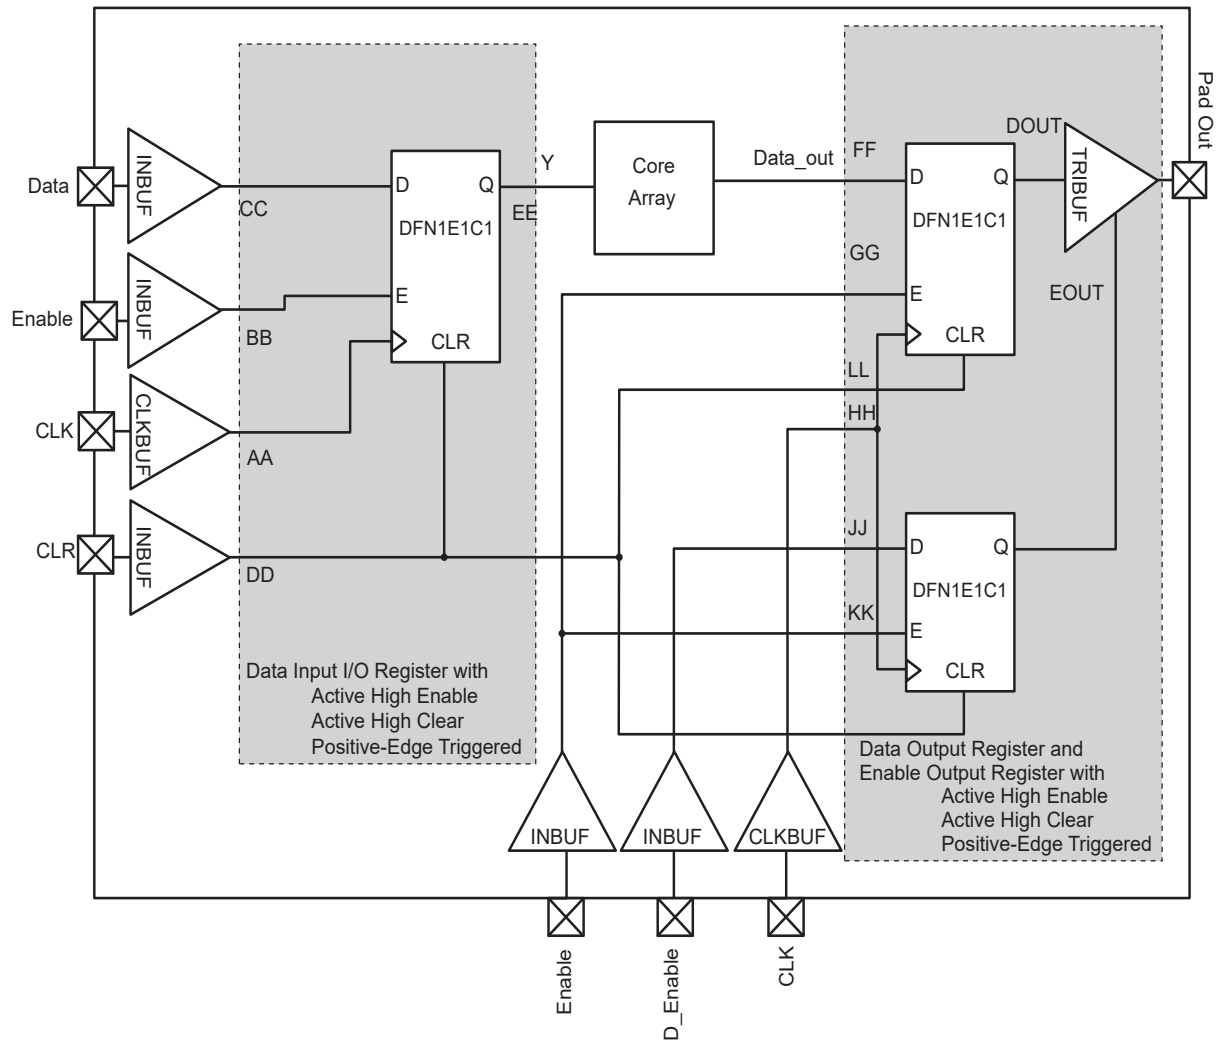 Data
INBUF
CC
Enable
INBUF
BB
CLK
CLKBUF
AA
CLR
INBUF
DD
D
Q
DFN1E1C1
E
CLR
Y
EE
Data Input I/O Register with
Active High Enable
Active High Clear
Positive-Edge Triggered
Core
Array
Data_out
FF
GG
LL
HH
JJ
KK
D
Q
DFN1E1C1
E
CLR
DOUT
TRIBUF
EOUT
Pad Out
D
Q
DFN1E1C1
E
CLR
Data Output Register and
Enable Output Register with
Active High Enable
Active High Clear
Positive-Edge Triggered
INBUF
INBUF
CLKBUF
Enable
D_Enable
CLK